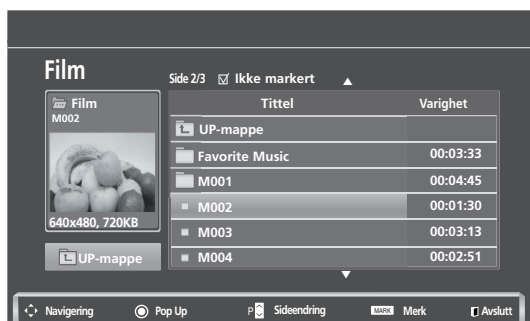 Film
Side 2/3 Ikke markert
Film
M002
640x480, 720KB
UP-mappe
Tittel Varighet
UP-mappe
Favorite Music 00:03:33
M001 00:04:45
M002 00:01:30
M003 00:03:13
M004 00:02:51
Navigering Pop Up P Sideendring MARK Merk Avslutt